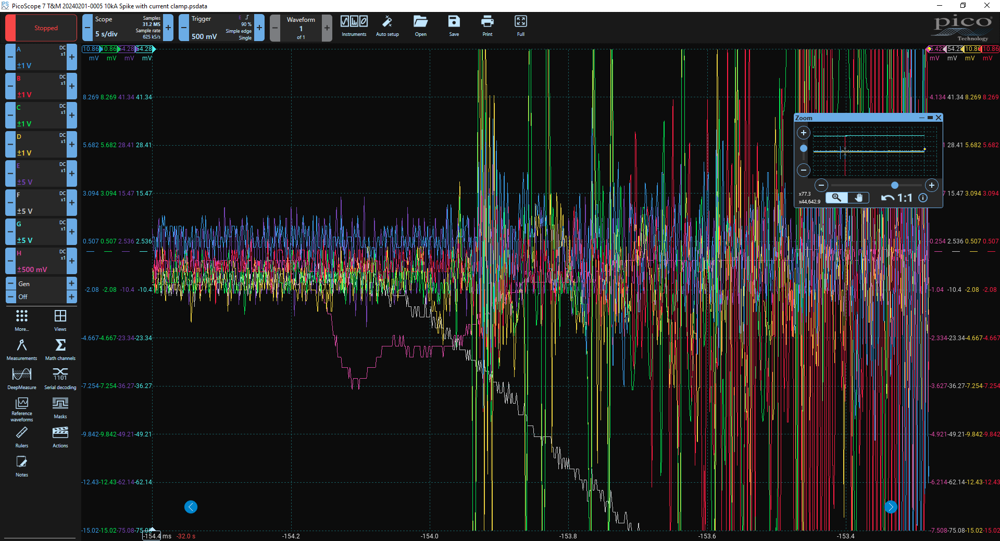 PicoScope 7 T&M 20240201-0005 10kA Spike with current clamp.psdata
Stopped
Scope
5 s/div
Samples
31.2 MS
Sample rate
625 kS/s
Trigger
500 mV
E
90 %
Simple edge
Single
Waveform
1
of 1
Instruments
Auto setup
Open
Save
Print
Full
pico
Technology
A DC x1
±1 V
B DC x1
±1 V
C DC x1
±1 V
D DC x1
±1 V
E DC x1
±5 V
F DC x1
±5 V
G DC x1
±5 V
H DC x1
±500 mV
Gen
Off
More...
Views
Measurements
Math channels
DeepMeasure
Serial decoding
Reference waveforms
Masks
Rulers
Actions
Notes
10.86 54.28
mV mV mV mV
8.269 8.269 41.34 41.34
5.682 5.682 28.41 28.41
3.094 3.094 15.47 15.47
0.507 0.507 2.536 2.536
-2.08 -2.08 -10.4 -10.4
-4.667 -4.667 -23.34 -23.34
-7.254 -7.254 -36.27 -36.27
-9.842 -9.842 -49.21 -49.21
-12.43 -12.43 -62.14 -62.14
-15.02 -15.02 -75.08 -75.08
-154.4 ms -32.0 s -154.2 -154.0 -153.8 -153.6 -153.4
54.28 10.86 10.86
mV mV mV mV
4.134 41.34 8.269 8.269
Zoom
28.41 5.682 5.682
x77.3
x44,642.9
1:1
15.47 3.094 3.094
0.254 2.536 0.507 0.507
-1.04 -10.4 -2.08 -2.08
-2.334 -23.34 -4.667 -4.667
-3.627 -36.27 -7.254 -7.254
-4.921 -49.21 -9.842 -9.842
-6.214 -62.14 -12.43 -12.43
-7.508 -75.08 -15.02 -15.02